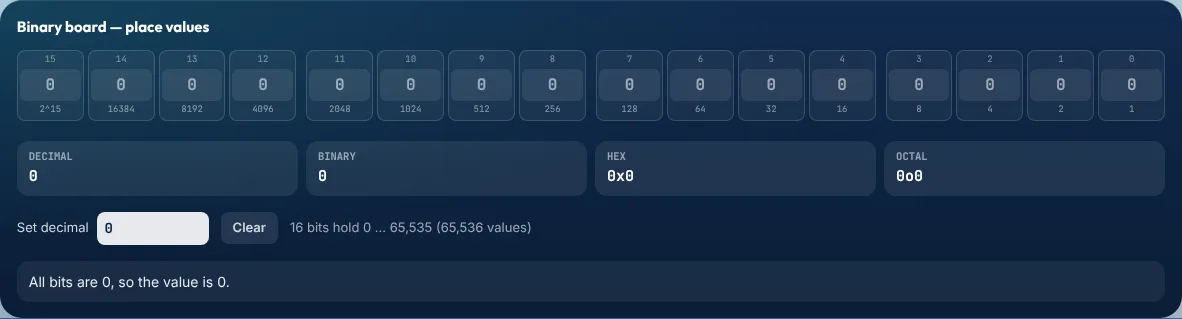 Binary board — place values
15 14 13 12 11 10 9 8 7 6 5 4 3 2 1 0
0 0 0 0 0 0 0 0 0 0 0 0 0 0 0 0
2^15 16384 8192 4096 2048 1024 512 256 128 64 32 16 8 4 2 1
DECIMAL BINARY HEX OCTAL
0 0 0x0 0o0
Set decimal 0 Clear 16 bits hold 0 … 65,535 (65,536 values)
All bits are 0, so the value is 0.